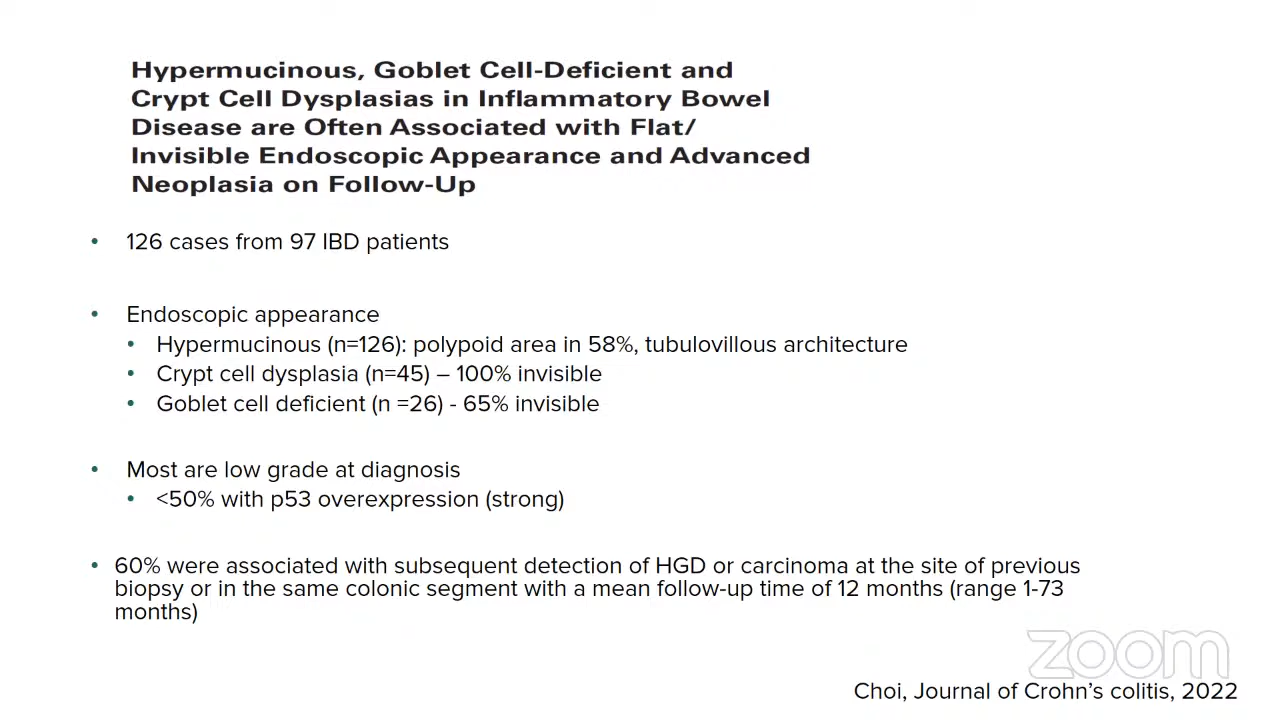 Hypermucinous, Goblet Cell-Deficient and
Crypt Cell Dysplasias in Inflammatory Bowel
Disease are Often Associated with Flat/
Invisible Endoscopic Appearance and Advanced
Neoplasia on Follow-Up
• 126 cases from 97 IBD patients
• Endoscopic appearance
• Hypermucinous (n=126): polypoid area in 58%, tubulovillous architecture
• Crypt cell dysplasia (n=45) – 100% invisible
• Goblet cell deficient (n =26) - 65% invisible
• Most are low grade at diagnosis
• <50% with p53 overexpression (strong)
• 60% were associated with subsequent detection of HGD or carcinoma at the site of previous
biopsy or in the same colonic segment with a mean follow-up time of 12 months (range 1-73
months)
zoom
Choi, Journal of Crohn's colitis, 2022